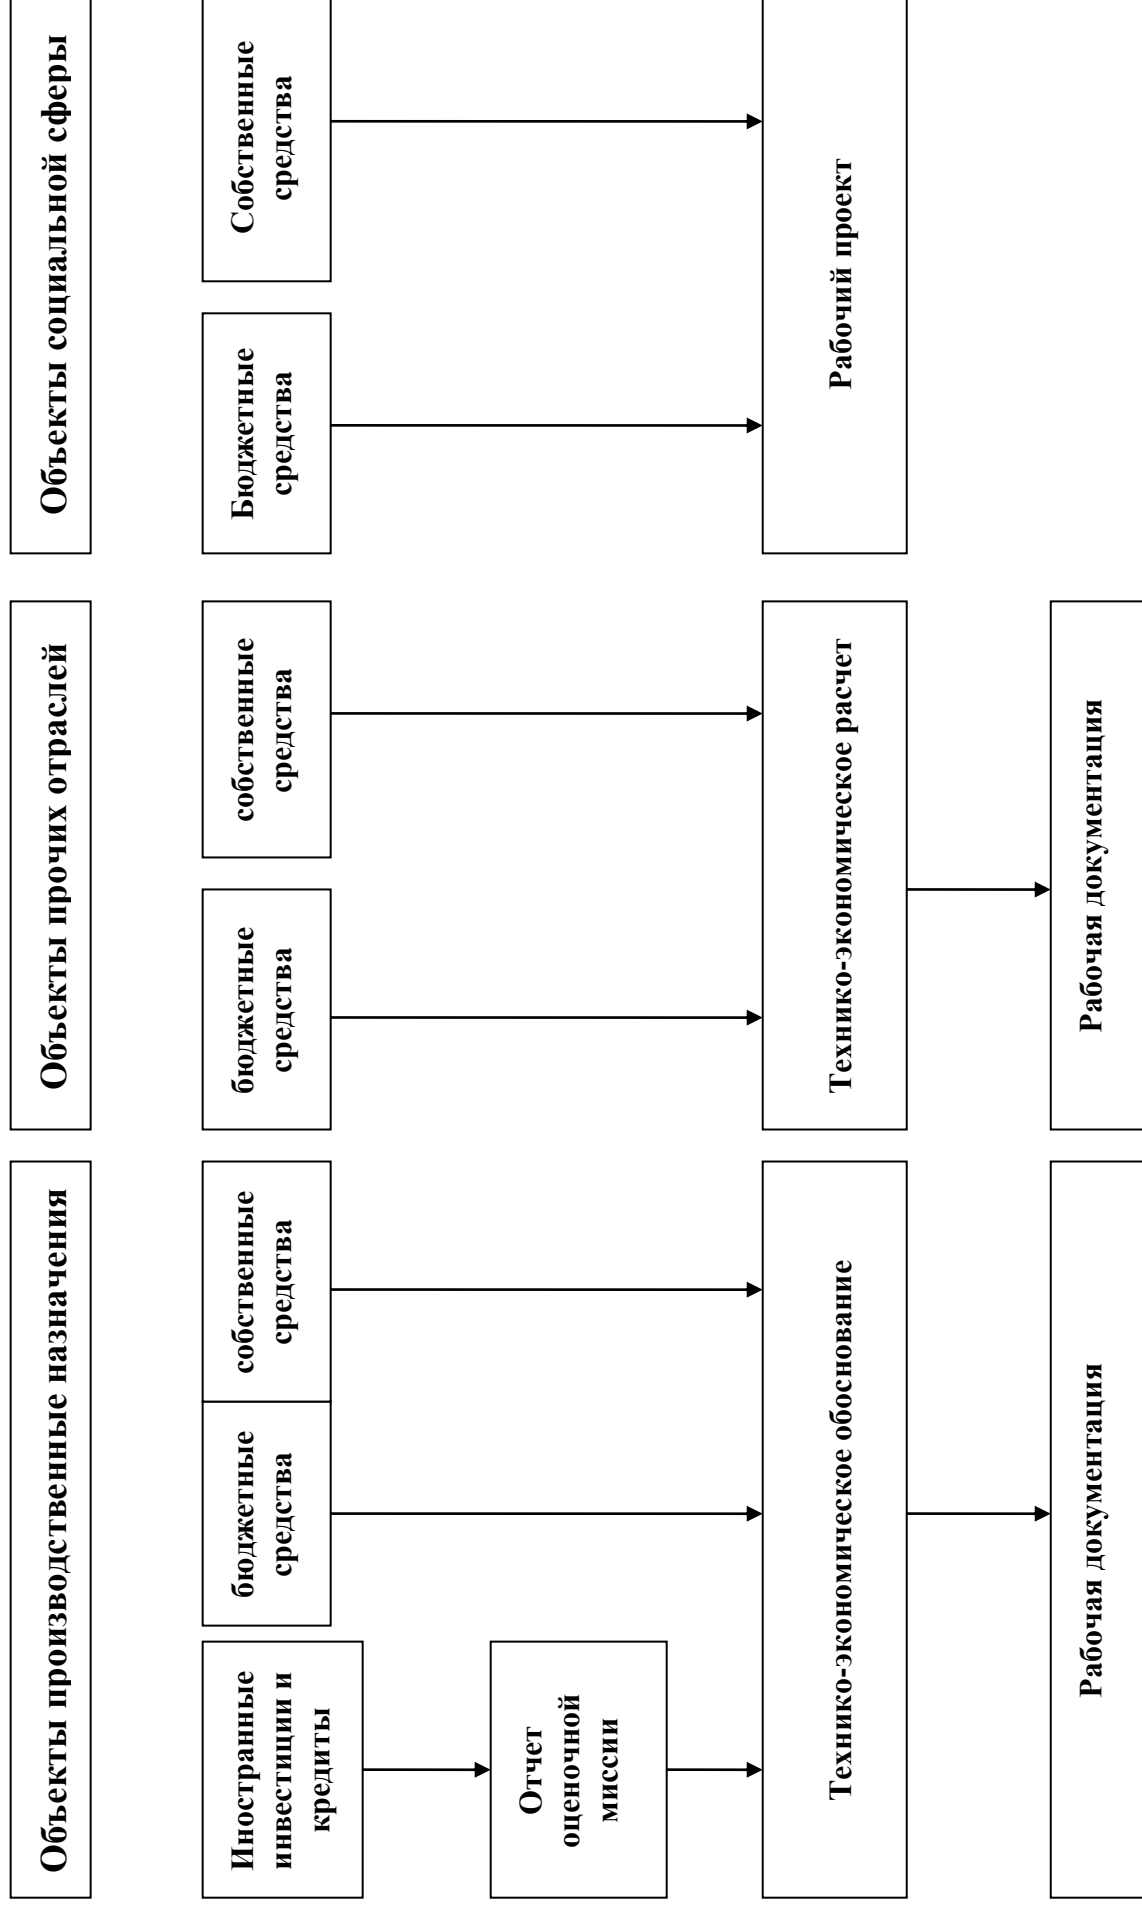 Объекты производственные назначения
Объекты прочих отраслей
Объекты социальной сферы
Иностранные
инвестиции и
кредиты
бюджетные
средства
собственные
средства
бюджетные
средства
собственные
средства
Бюджетные
средства
Собственные
средства
Отчет
оценочной
миссии
Технико-экономическое обоснование
Технико-экономическое расчет
Рабочий проект
Рабочая документация
Рабочая документация